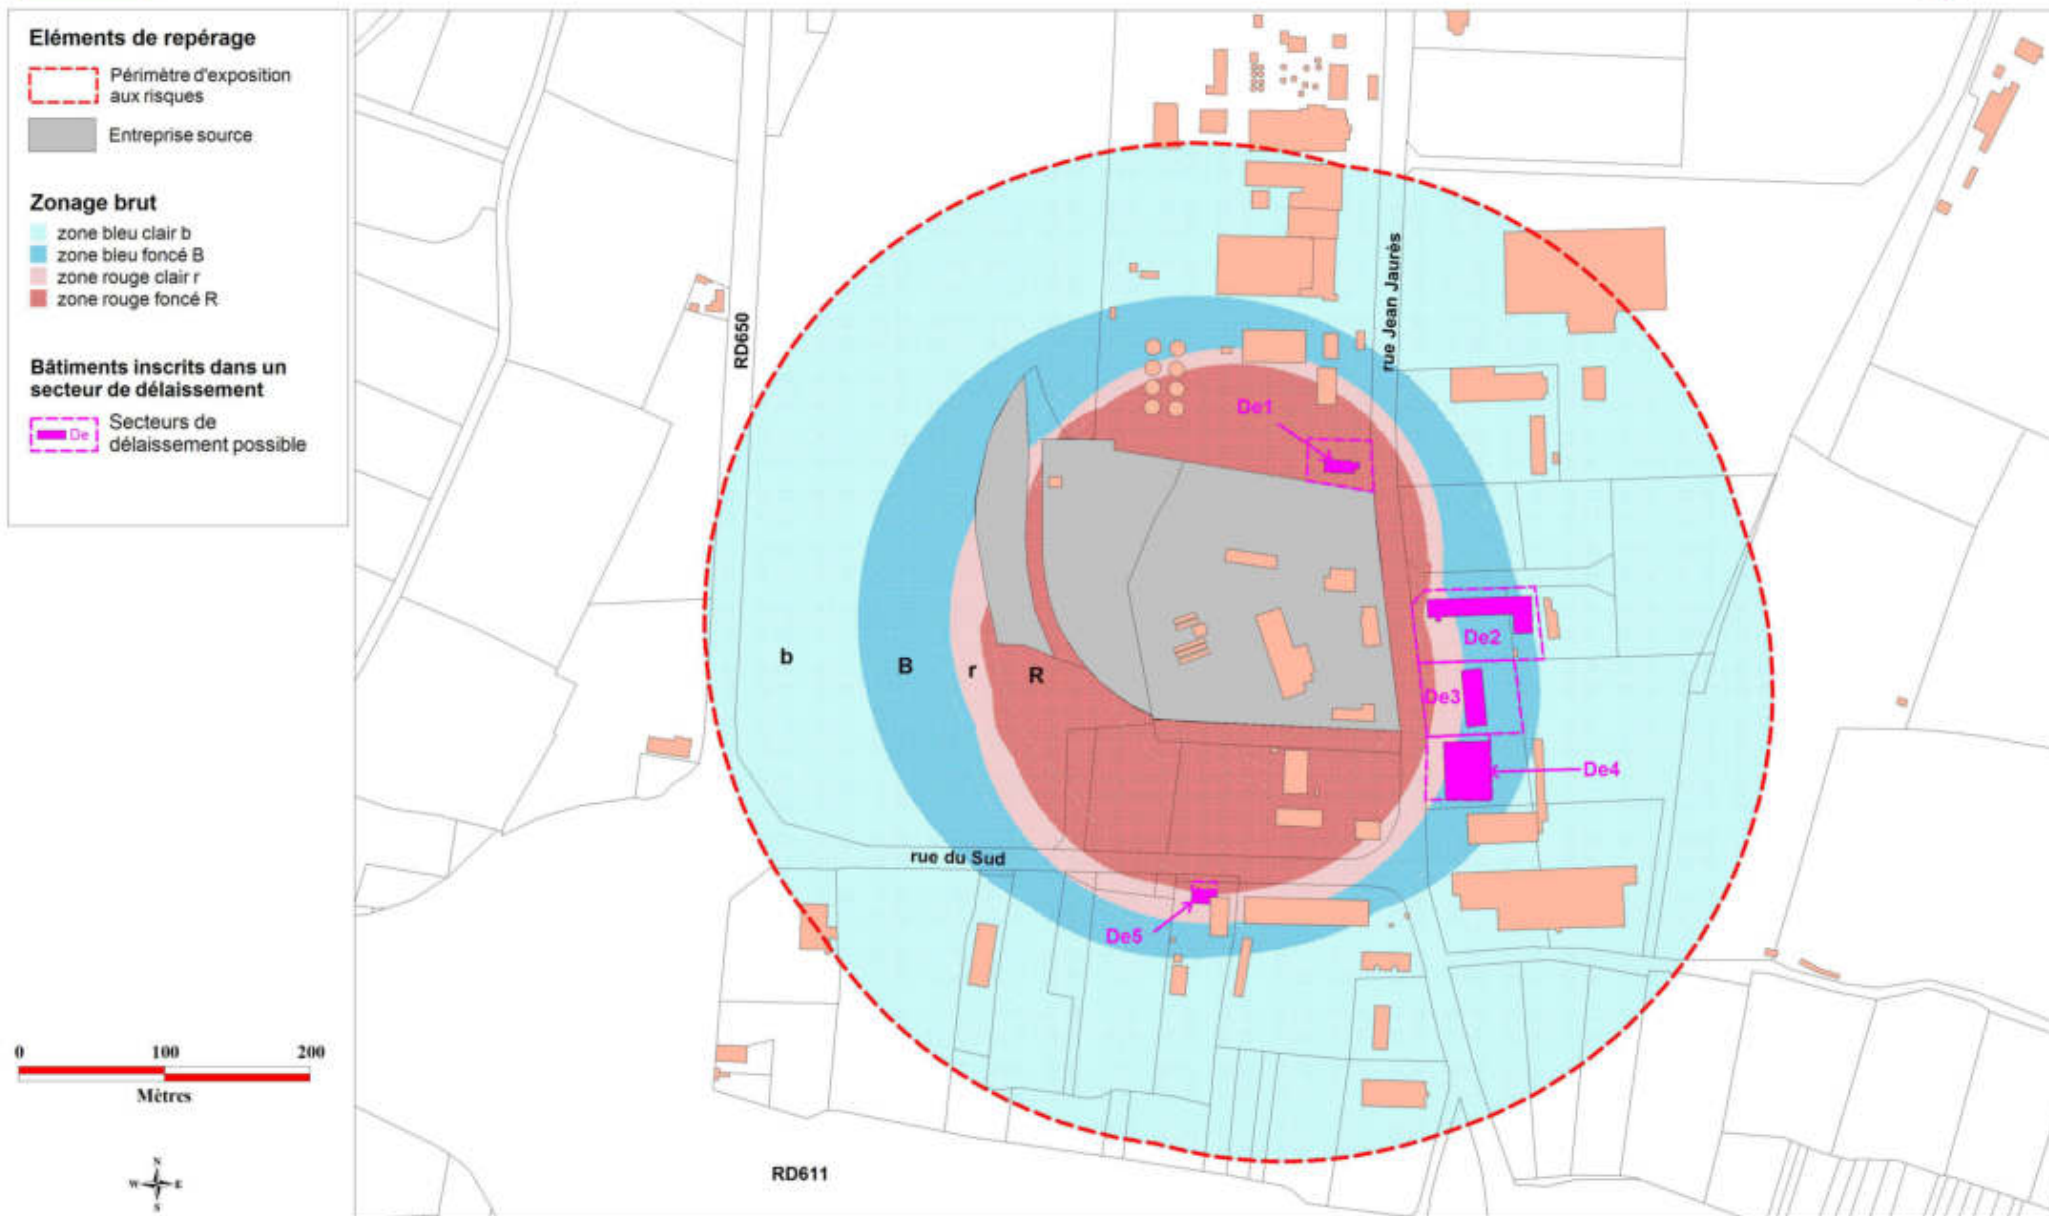 Eléments de repérage
Périmètre d'exposition
aux risques
Entreprise source
Zonage brut
zone bleu clair b
zone bleu foncé B
zone rouge clair r
zone rouge foncé R
Bâtiments inscrits dans un
secteur de délaissement
De
Secteurs de
délaissement possible
0 100 200
Mètres
N
W E
S
RD650
rue Jean Jaurès
De1
b
B
r
R
De2
De3
De4
rue du Sud
De5
RD611